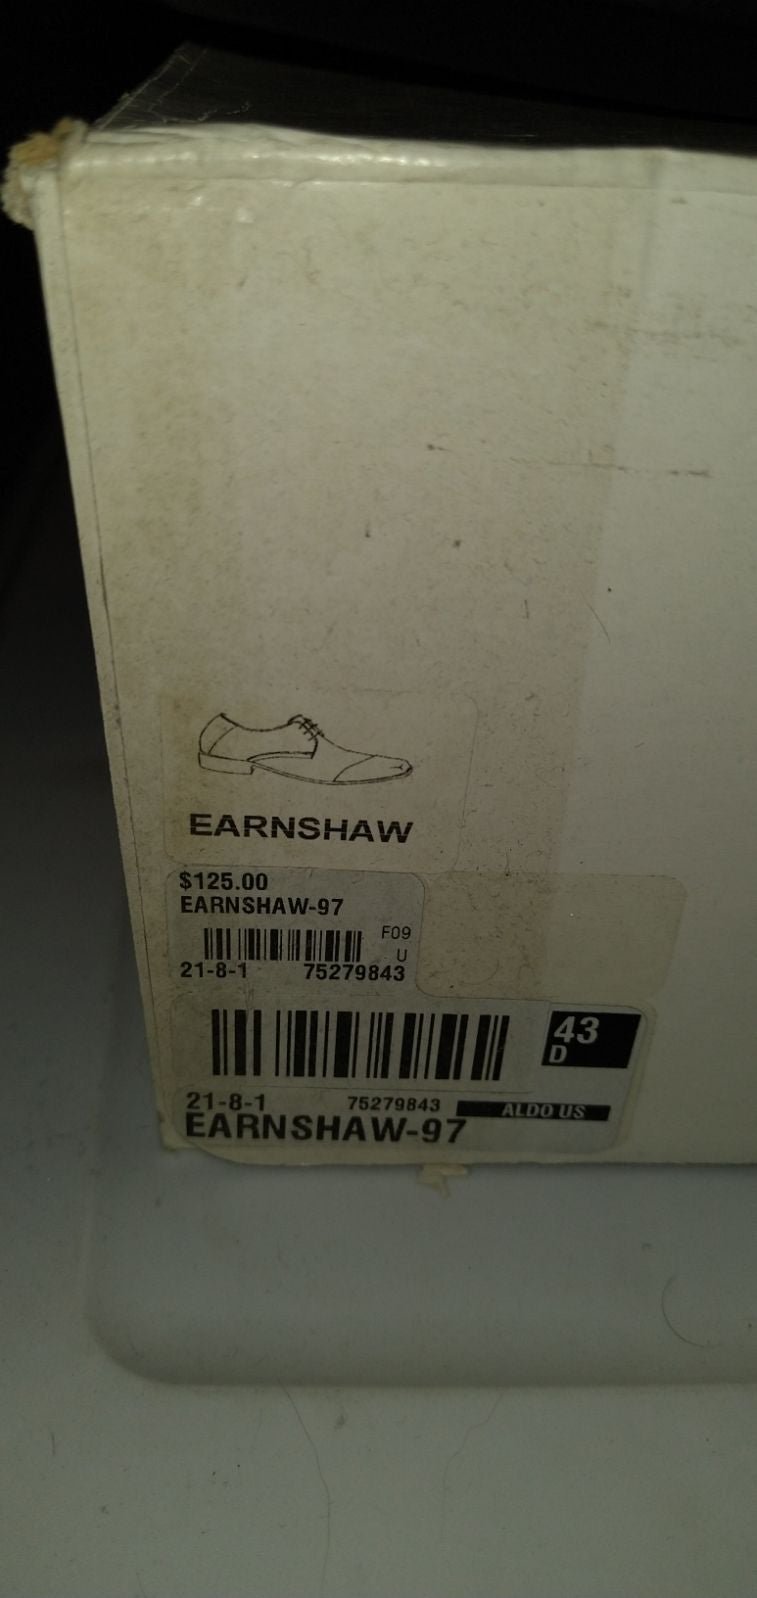 EARNSHAW
$125.00
EARNSHAW-97
F09
U
21-8-1 75279843
43
D
21-8-1 75279843 ALDO US
EARNSHAW-97